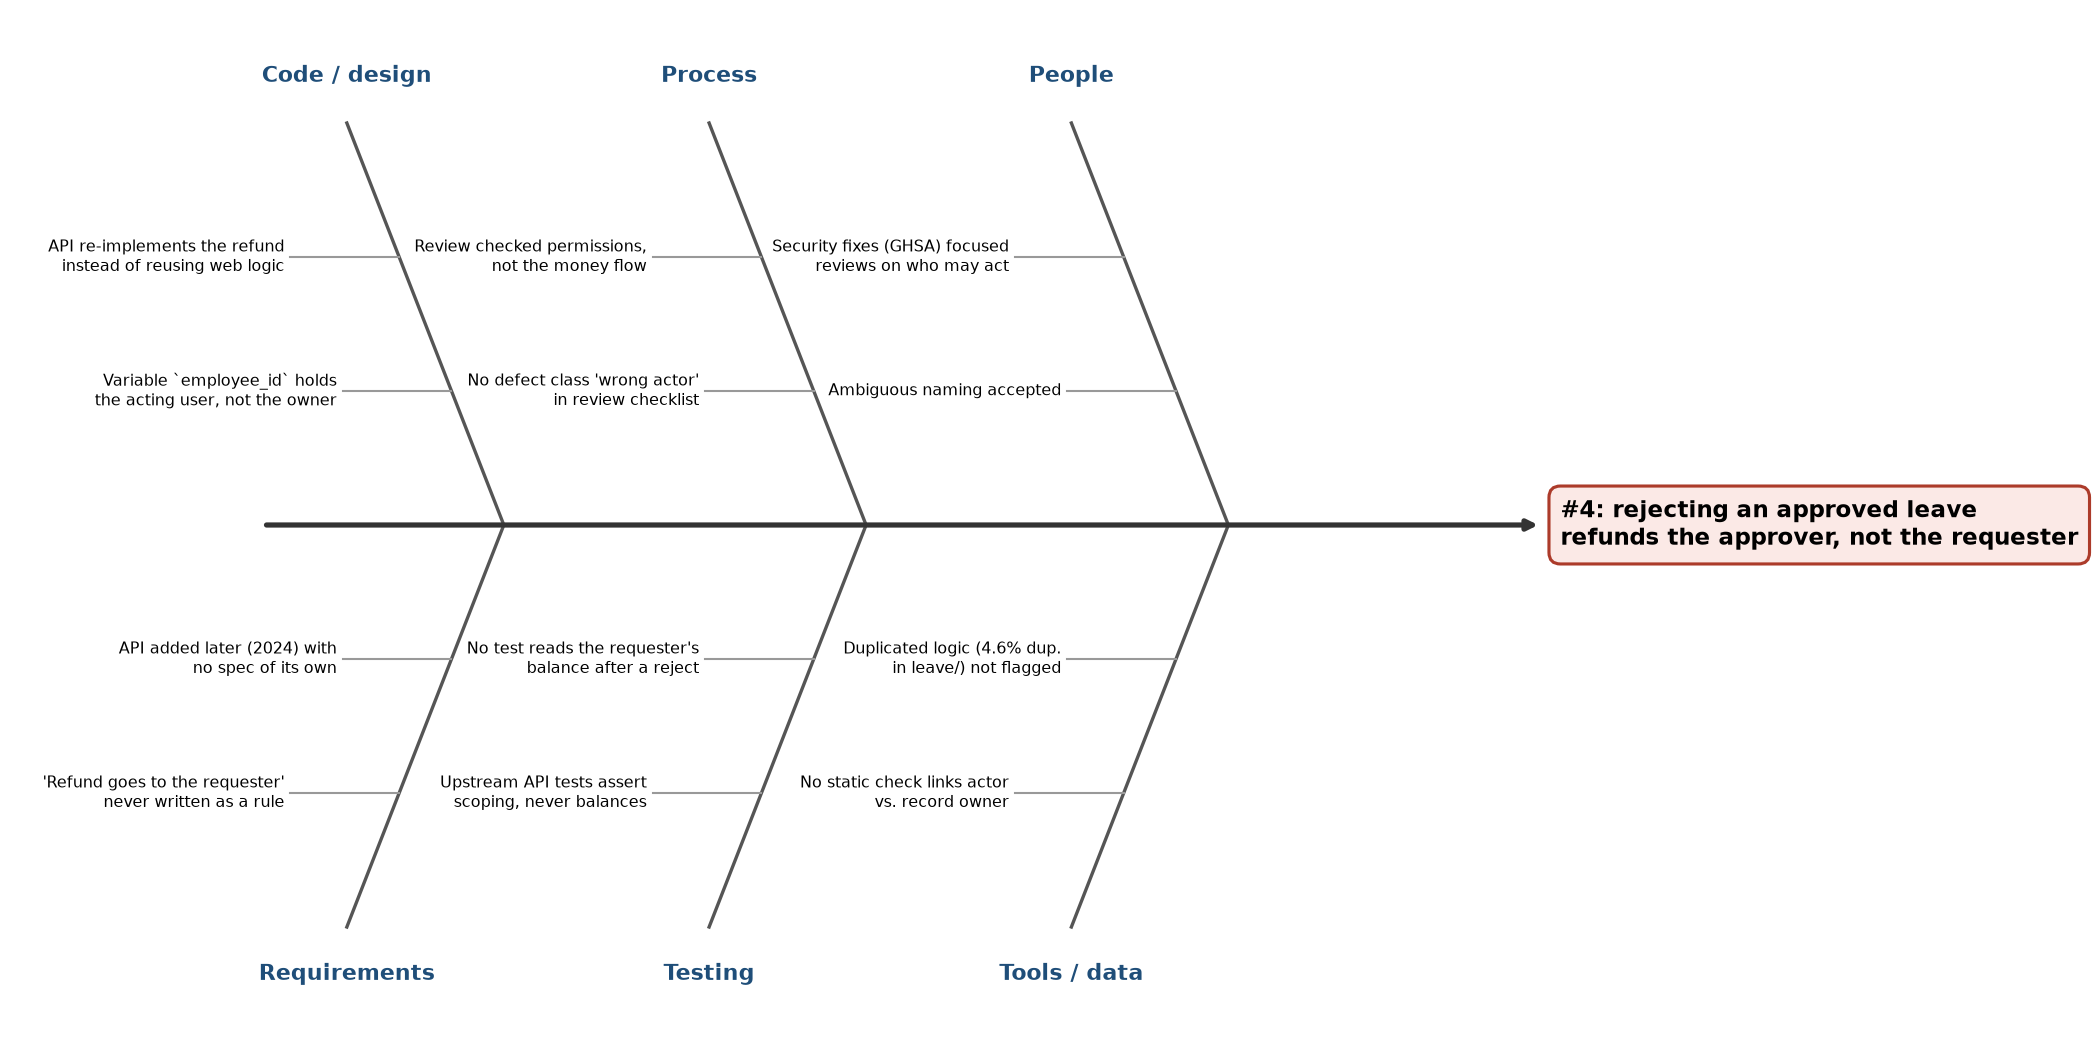 Code / design
Process
People
API re-implements the refund
instead of reusing web logic
Review checked permissions,
not the money flow
Security fixes (GHSA) focused
reviews on who may act
Variable `employee_id` holds
the acting user, not the owner
No defect class 'wrong actor'
in review checklist
Ambiguous naming accepted
#4: rejecting an approved leave
refunds the approver, not the requester
API added later (2024) with
no spec of its own
No test reads the requester's
balance after a reject
Duplicated logic (4.6% dup.
in leave/) not flagged
'Refund goes to the requester'
never written as a rule
Upstream API tests assert
scoping, never balances
No static check links actor
vs. record owner
Requirements
Testing
Tools / data